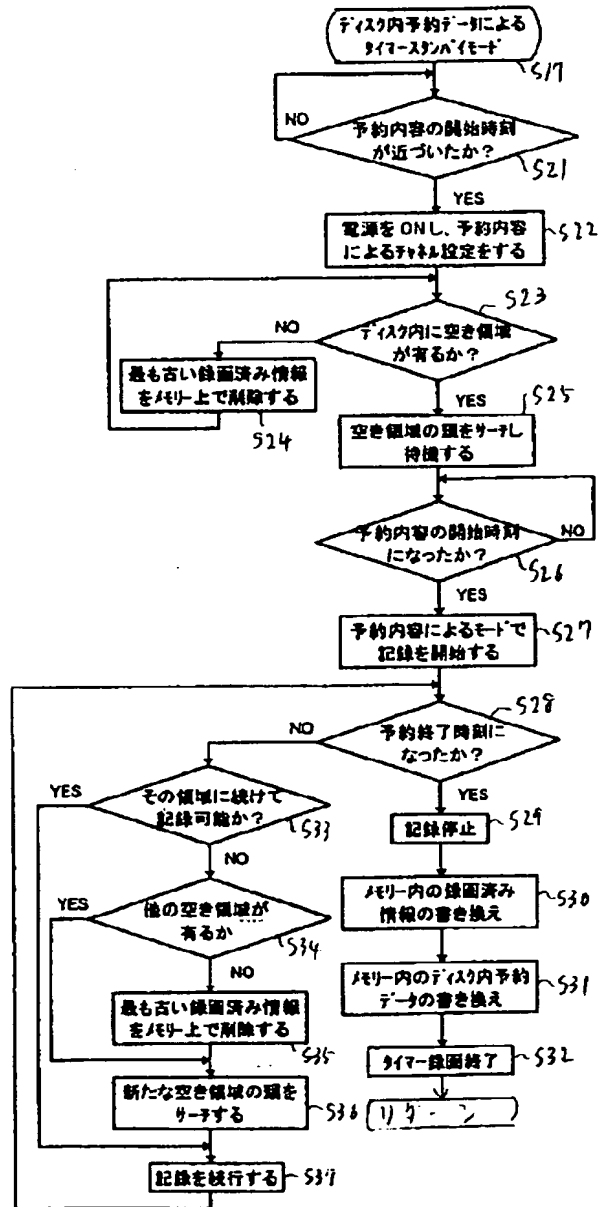 ディスク内予約データによる
タイマースタンバイモード
S17
NO
予約内容の開始時刻
が近づいたか？
S21
YES
電源をONし、予約内容
によるチャネル設定をする
S22
S23
NO
ディスク内に空き領域
が有るか？
最も古い録画済み情報
をメモリー上で削除する
S24
YES
S25
空き領域の頭をサーチし
待機する
予約内容の開始時刻
になったか？
NO
S26
YES
予約内容によるモードで
記録を開始する
S27
S28
NO
予約終了時刻に
なったか？
YES
YES
その領域に続けて
記録可能か？
S33
記録停止
S29
NO
メモリー内の録画済み
情報の書き換え
S30
YES
他の空き領域が
有るか
S34
NO
メモリー内のディスク内予約
データの書き換え
S31
最も古い録画済み情報
をメモリー上で削除する
S35
タイマー録画終了
S32
新たな空き領域の頭を
サーチする
S36
リターン
記録を続行する
S37